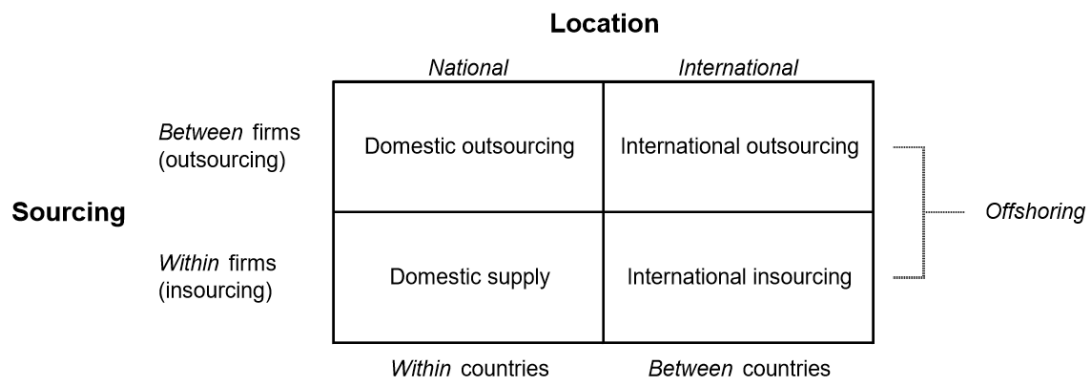 Location
National International
Between firms
(outsourcing)
Domestic outsourcing International outsourcing
Sourcing
Offshoring
Within firms
(insourcing)
Domestic supply International insourcing
Within countries Between countries